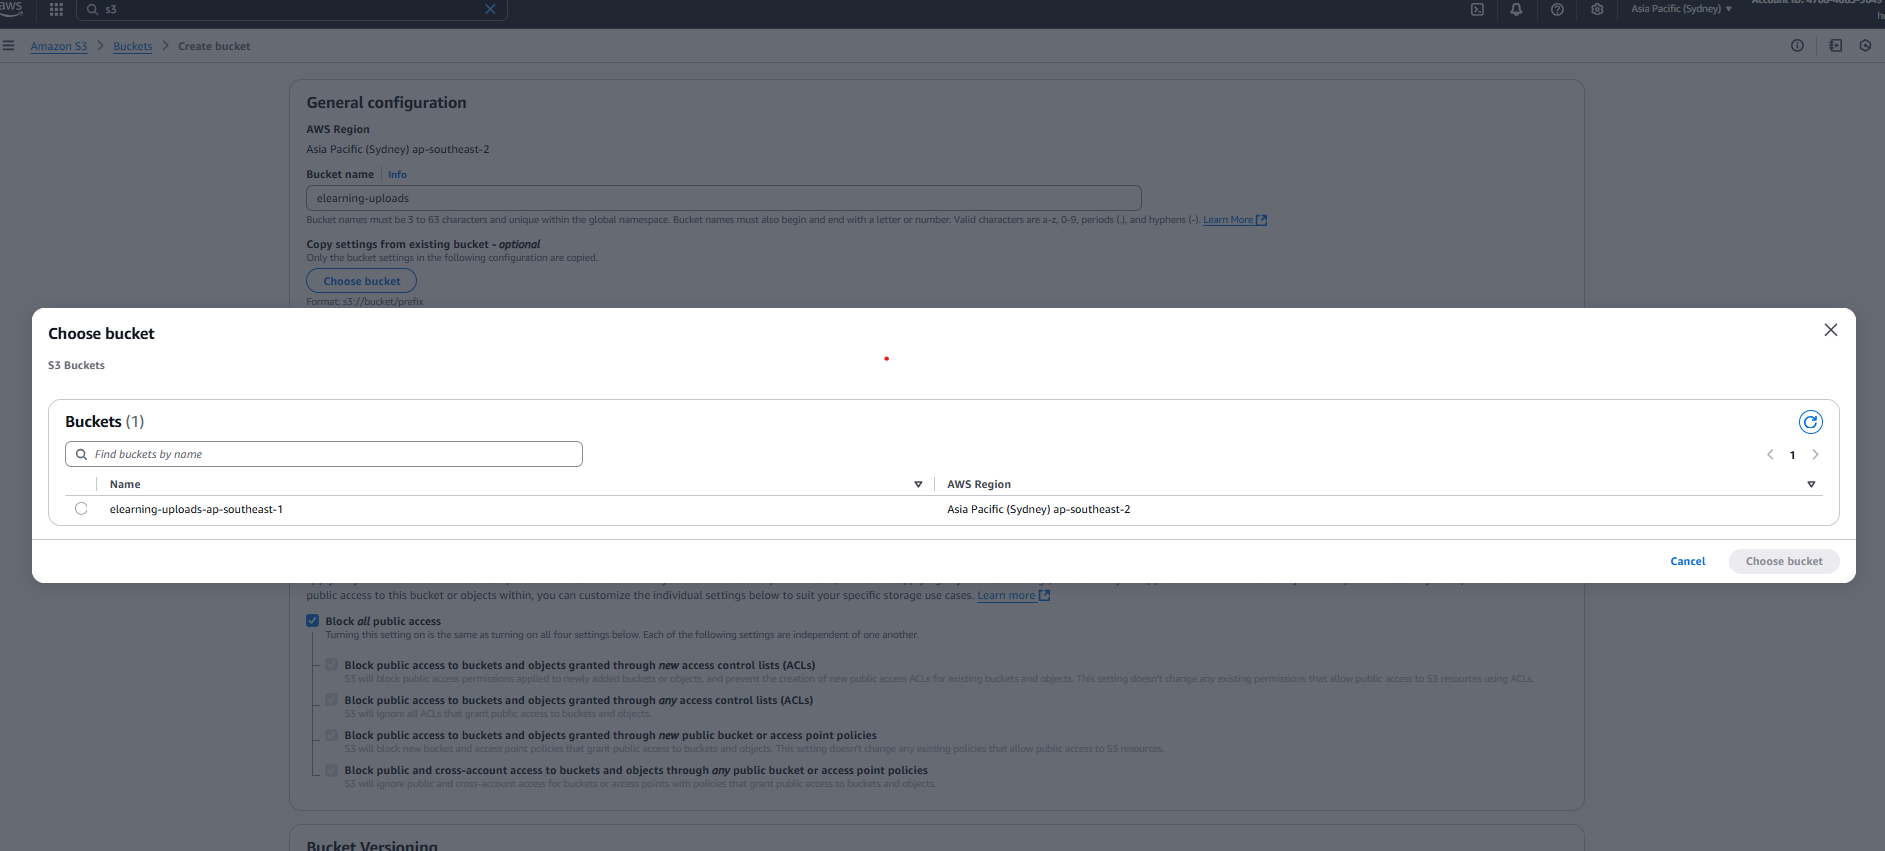 aws
s3
Asia Pacific (Sydney)
Amazon S3
Buckets
Create bucket
General configuration
AWS Region
Asia Pacific (Sydney) ap-southeast-2
Bucket name Info
elearning-uploads
Bucket names must be 3 to 63 characters and unique within the global namespace. Bucket names must also begin and end with a letter or number. Valid characters are a-z, 0-9, periods (.), and hyphens (-). Learn More
Copy settings from existing bucket - optional
Only the bucket settings in the following configuration are copied.
Choose bucket
Format: s3://bucket/prefix
Choose bucket
S3 Buckets
Buckets (1)
Find buckets by name
1
Name AWS Region
elearning-uploads-ap-southeast-1 Asia Pacific (Sydney) ap-southeast-2
Cancel Choose bucket
public access to this bucket or objects within, you can customize the individual settings below to suit your specific storage use cases. Learn more
Block all public access
Turning this setting on is the same as turning on all four settings below. Each of the following settings are independent of one another.
Block public access to buckets and objects granted through new access control lists (ACLs)
S3 will block public access permissions applied to newly added buckets or objects, and prevent the creation of new public access ACLs for existing buckets and objects. This setting doesn't change any existing permissions that allow public access to S3 resources using ACLs.
Block public access to buckets and objects granted through any access control lists (ACLs)
S3 will ignore all ACLs that grant public access to buckets and objects.
Block public access to buckets and objects granted through new public bucket or access point policies
S3 will block new bucket and access point policies that grant public access to buckets and objects. This setting doesn't change any existing policies that allow public access to S3 resources.
Block public and cross-account access to buckets and objects through any public bucket or access point policies
S3 will ignore public and cross-account access for buckets or access points with policies that grant public access to buckets and objects.
Bucket Versioning